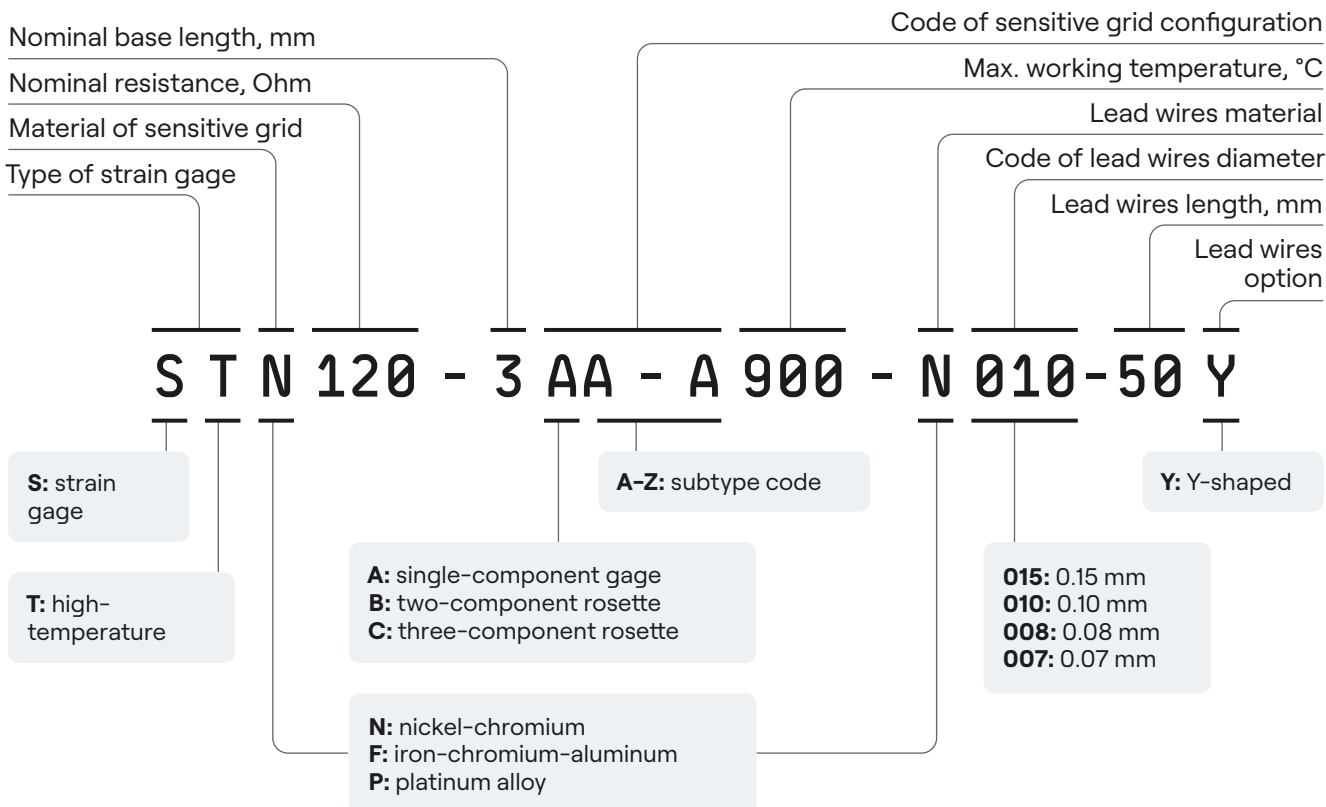 Nominal base length, mm
Nominal resistance, Ohm
Material of sensitive grid
Type of strain gage
Code of sensitive grid configuration
Max. working temperature, °C
Lead wires material
Code of lead wires diameter
Lead wires length, mm
Lead wires
option
S T N 120 - 3 AA - A 900 - N 010-50 Y
S: strain
gage
T: high-
temperature
A-Z: subtype code
A: single-component gage
B: two-component rosette
C: three-component rosette
N: nickel-chromium
F: iron-chromium-aluminum
P: platinum alloy
Y: Y-shaped
015: 0.15 mm
010: 0.10 mm
008: 0.08 mm
007: 0.07 mm